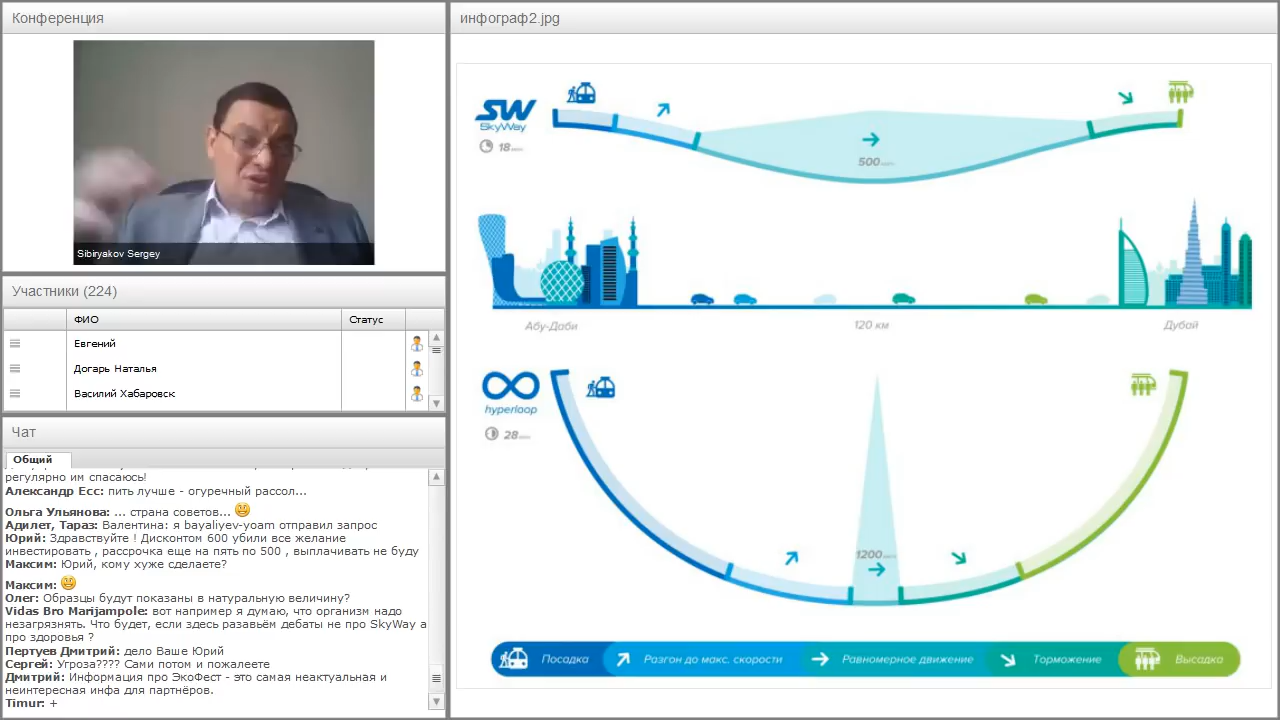 Конференция
Sibiryakov Sergey
Участники (224)
ФИО
Статус
Евгений
Догарь Наталья
Василий Хабаровск
Чат
Общий
регулярно им спасаюсь!
Александр Есс: пить лучше - огуречный рассол...
Ольга Ульянова: ... страна советов...
Адилет, Тараз: Валентина: я bayaliyev-yoam отправил запрос
Юрий: Здравствуйте ! Дисконтом 600 убили все желание
инвестировать , рассрочка еще на пять по 500 , выплачивать не буду
Максим: Юрий, кому хуже сделаете?
Максим:
Олег: Образцы будут показаны в натуральную величину?
Vidas Bro Marijampole: вот например я думаю, что организм надо
незагрязнять. Что будет, если здесь разавьём дебаты не про SkyWay а
про здоровья ?
Пертуев Дмитрий: дело Ваше Юрий
Сергей: Угроза???? Санитотом и подавление
Дмитрий: Информация про ЭкоФест - это самая неактуальная и
неинтересная инфа для партнёров.
Timur: +
инфограф2.jpg
SW
SkyWay
18
500
Абу-Даби
120 км
Дубай
hyperloop
28
1200
Посадка
Разгон до макс. скорости
Равномерное движение
Торможение
Высадка